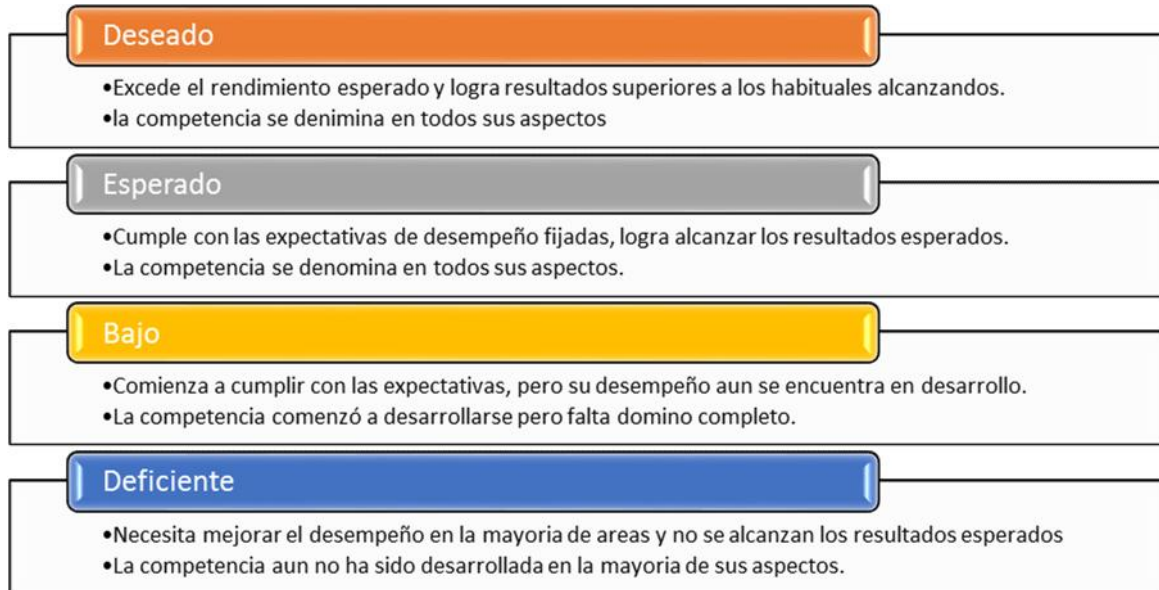 Deseado
•Excede el rendimiento esperado y logra resultados superiores a los habituales alcanzandos.
•la competencia se denimina en todos sus aspectos
Esperado
•Cumple con las expectativas de desempeño fijadas, logra alcanzar los resultados esperados.
•La competencia se denomina en todos sus aspectos.
Bajo
•Comienza a cumplir con las expectativas, pero su desempeño aun se encuentra en desarrollo.
•La competencia comenzó a desarrollarse pero falta domino completo.
Deficiente
•Necesita mejorar el desempeño en la mayoria de areas y no se alcanzan los resultados esperados
•La competencia aun no ha sido desarrollada en la mayoria de sus aspectos.